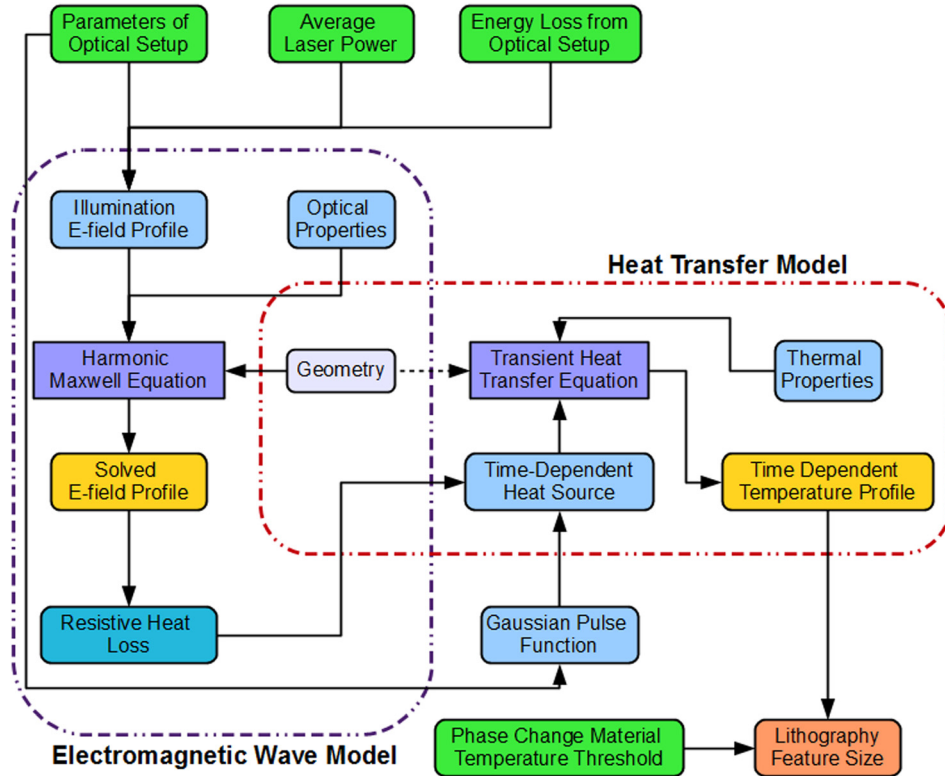 Parameters of
Optical Setup
Average
Laser Power
Energy Loss from
Optical Setup
Illumination
E-field Profile
Optical
Properties
Heat Transfer Model
Harmonic
Maxwell Equation
Geometry
Transient Heat
Transfer Equation
Thermal
Properties
Solved
E-field Profile
Time-Dependent
Heat Source
Time Dependent
Temperature Profile
Resistive Heat
Loss
Gaussian Pulse
Function
Electromagnetic Wave Model
Phase Change Material
Temperature Threshold
Lithography
Feature Size